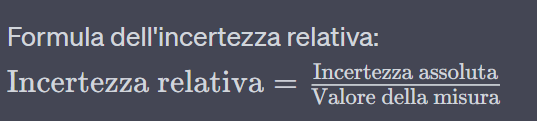 Formula dell'incertezza relativa:
Incertezza relativa = Incertezza assoluta / Valore della misura